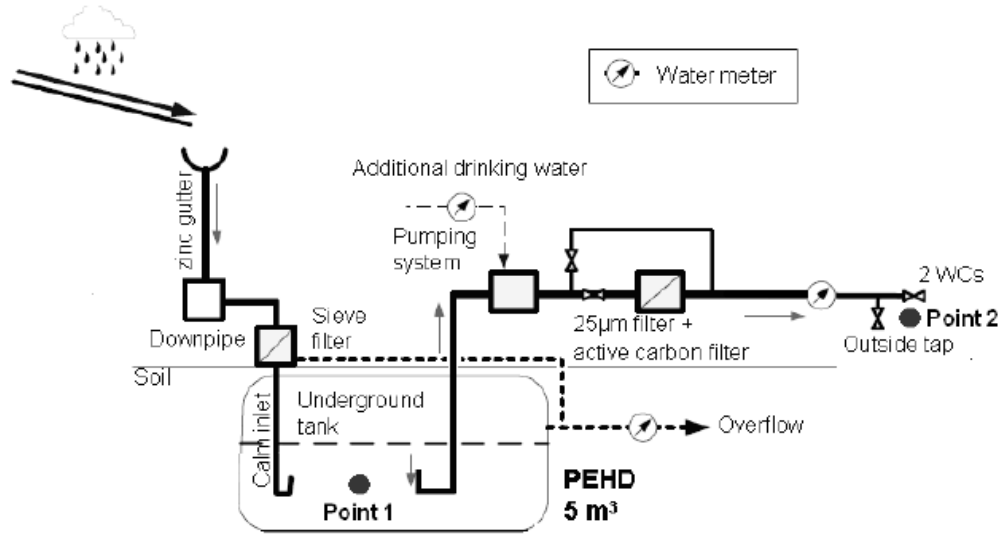 Water meter
Additional drinking water
zinc gutter
Pumping
system
2 WCs
Point 2
Outside tap
25µm filter +
active carbon filter
Downpipe
Sieve
filter
Soil
Calm inlet
Underground
tank
Overflow
Point 1
PEHD
5 m³